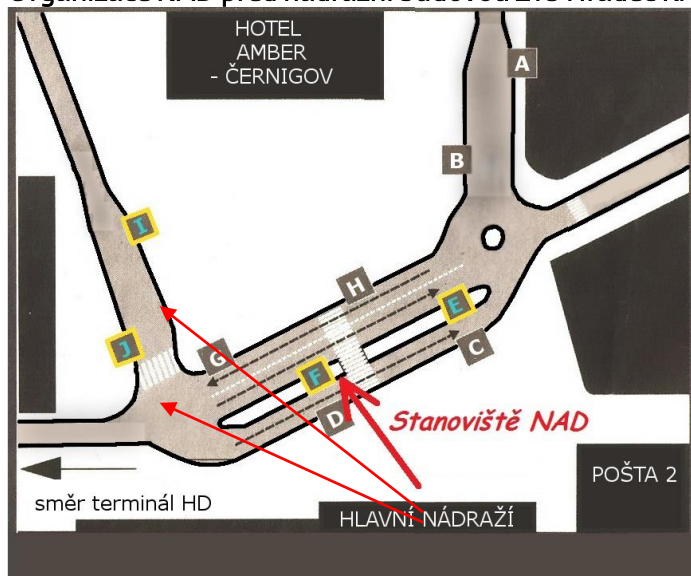 HOTEL
AMBER
- ČERNIGOV
A
B
I
H
E
J
G
C
F
D
Stanoviště NAD
POŠTA 2
směr terminál HD
HLAVNÍ NÁDRAŽÍ